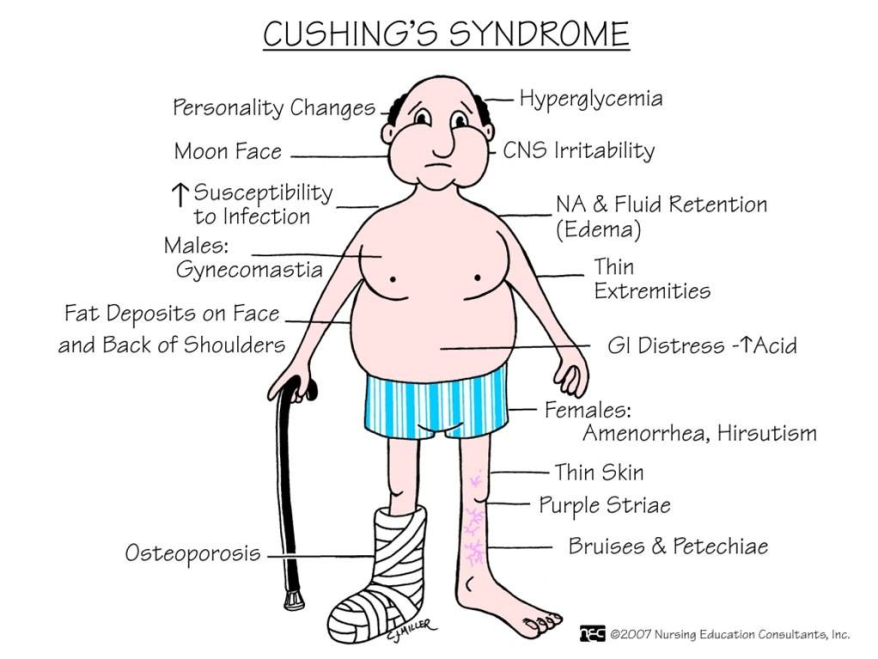 CUSHING'S SYNDROME
Personality Changes
Hyperglycemia
Moon Face
CNS Irritability
↑ Susceptibility
to Infection
NA & Fluid Retention
(Edema)
Males:
Gynecomastia
Thin
Extremities
Fat Deposits on Face
and Back of Shoulders
GI Distress -↑Acid
Females:
Amenorrhea, Hirsutism
Thin Skin
Purple Striae
Osteoporosis
Bruises & Petechiae
CJMILLER
nec ©2007 Nursing Education Consultants, Inc.